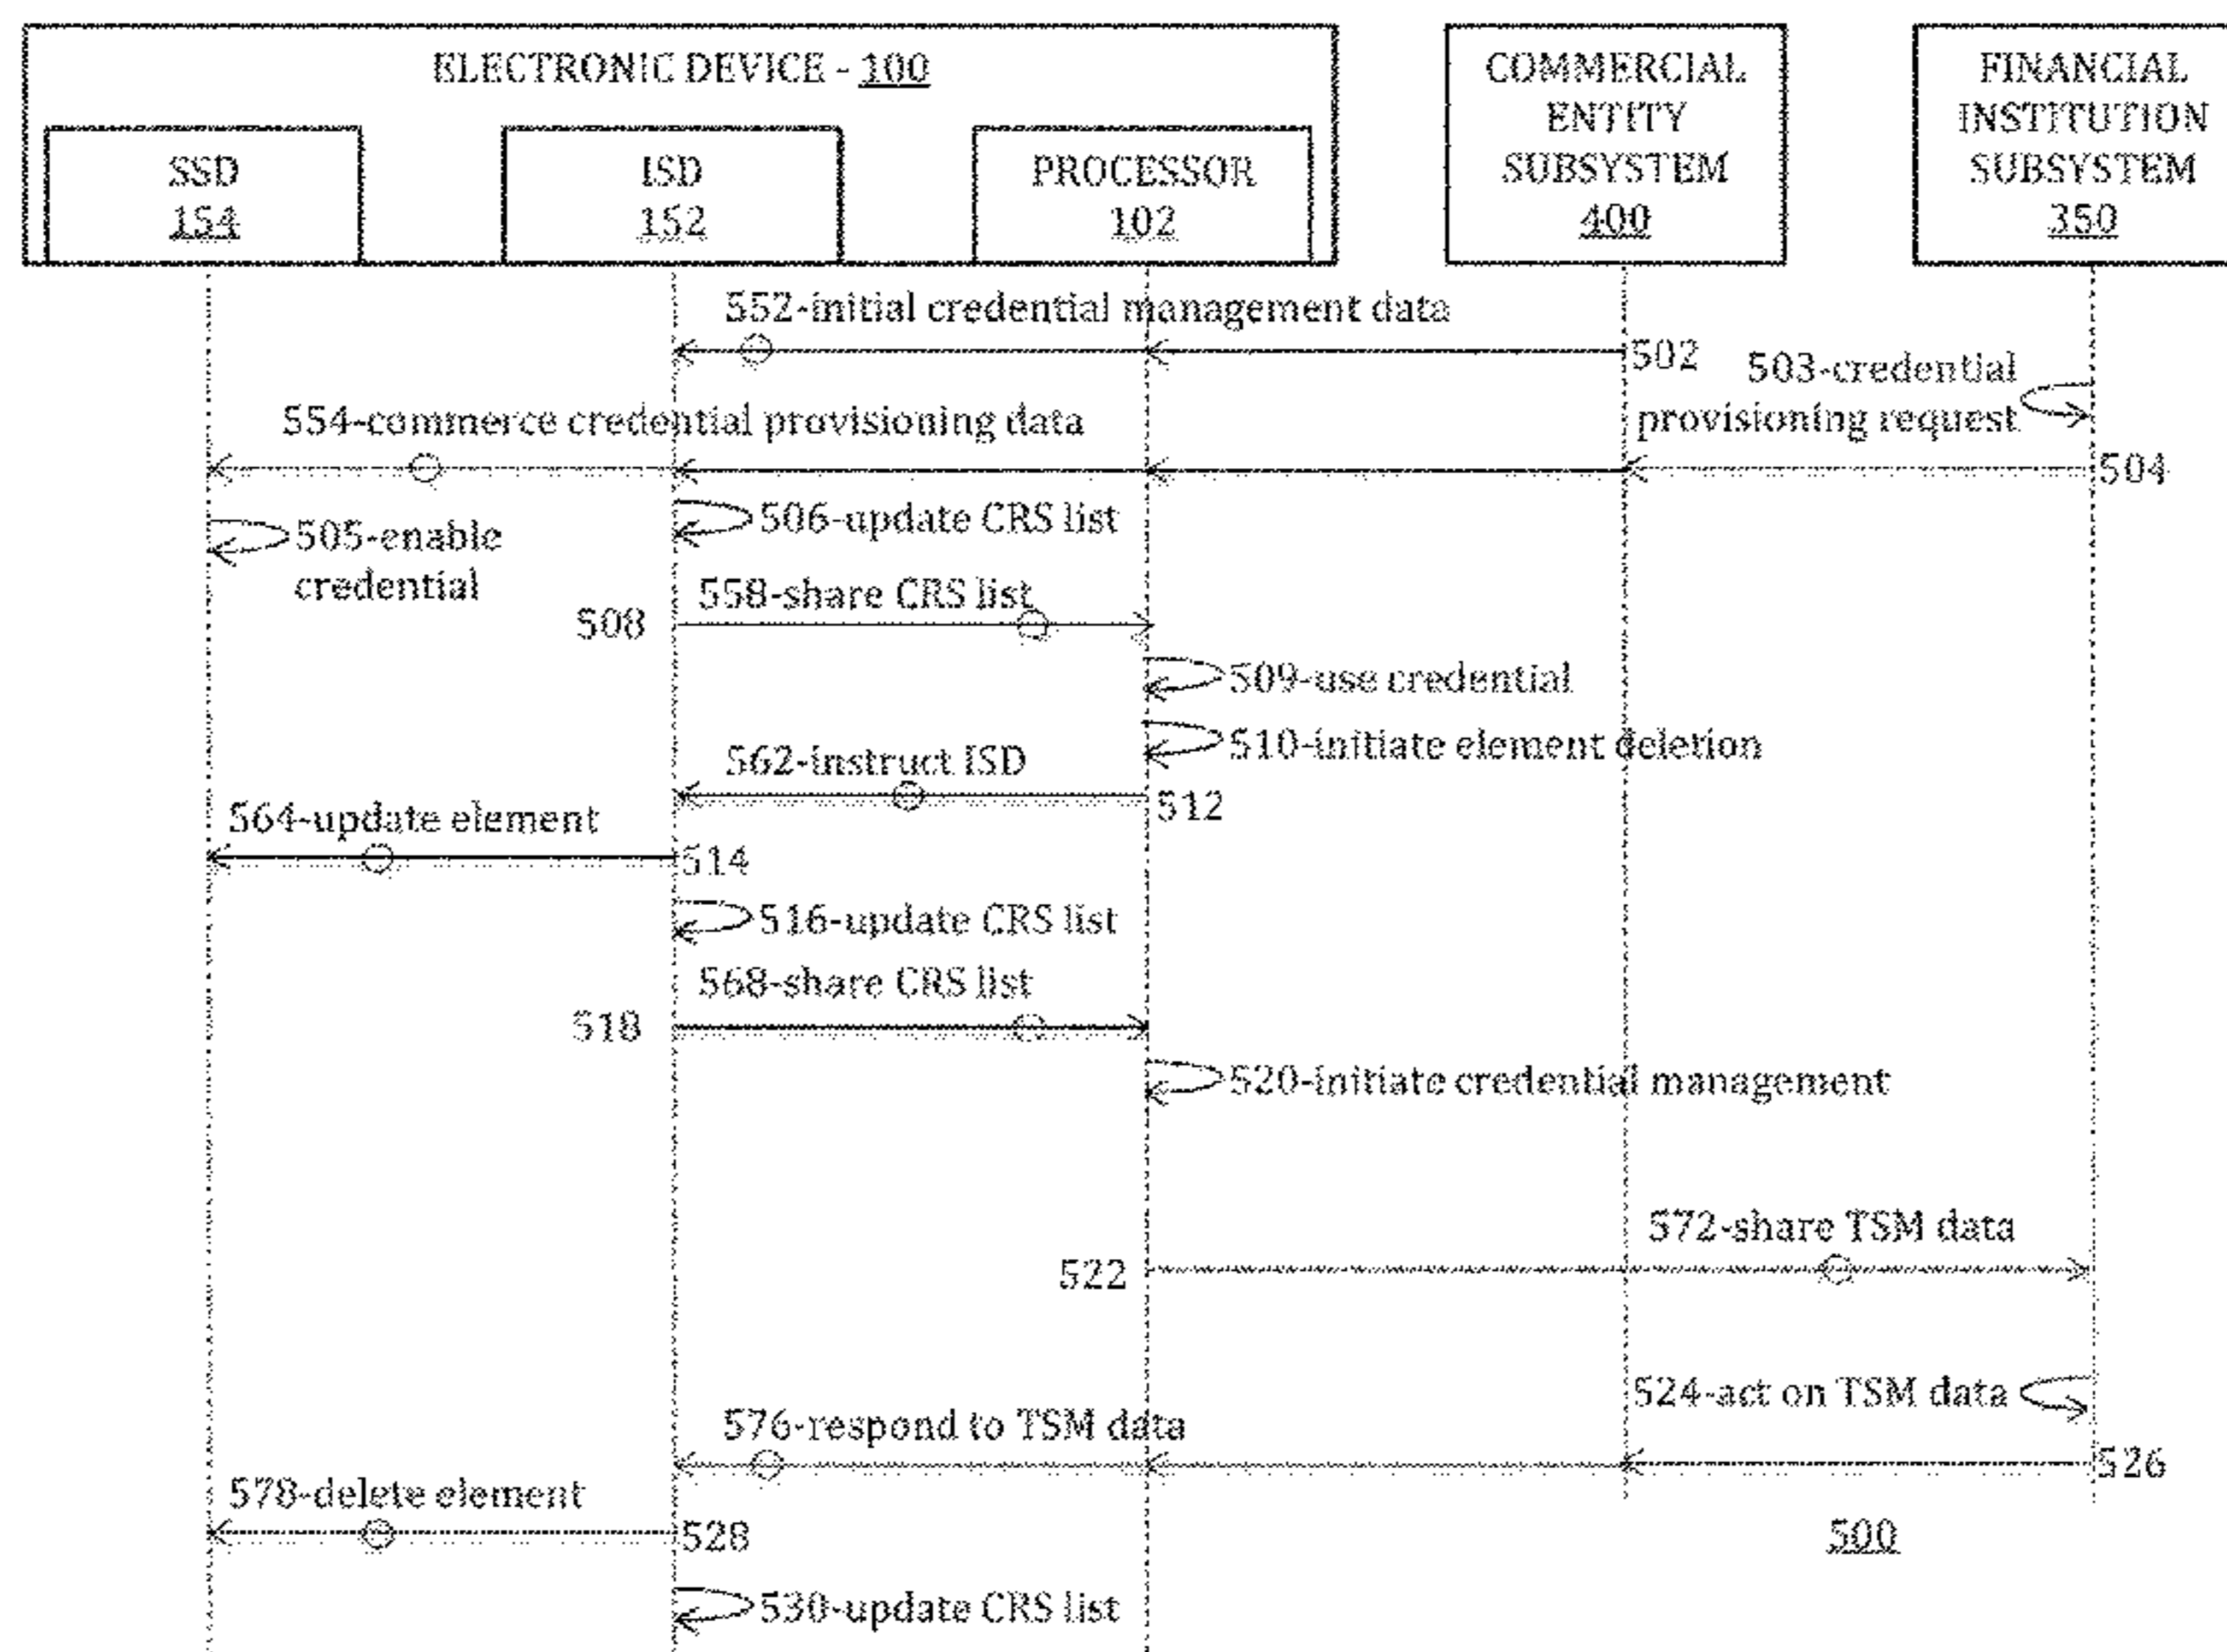 ELECTRONIC DEVICE - 100
SSD
154
ISD
152
PROCESSOR
102
COMMERCIAL
ENTITY
SUBSYSTEM
400
FINANCIAL
INSTITUTION
SUBSYSTEM
350
552-initial credential management data
502
503-credential
provisioning request
554-commerce credential provisioning data
504
506-update CRS list
505-enable
credential
558-share CRS list
508
509-use credential
510-initiate element deletion
562-instruct ISD
512
564-update element
514
516-update CRS list
568-share CRS list
518
520-initiate credential management
572-share TSM data
522
524-act on TSM data
576-respond to TSM data
526
578-delete element
528
500
530-update CRS list